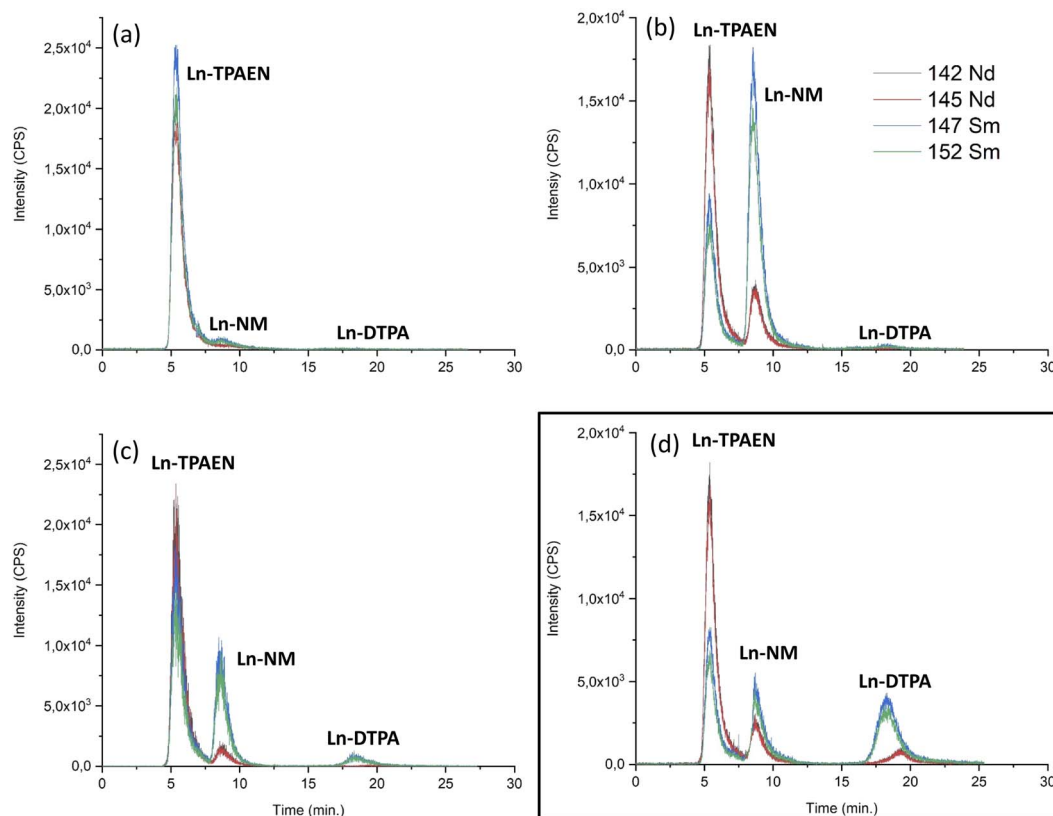 (a)
Ln-TPAEN
Ln-NM
Ln-DTPA
Intensity (CPS)
2,5x10⁴
2,0x10⁴
1,5x10⁴
1,0x10⁴
5,0x10³
0,0
0 5 10 15 20 25 30
(b)
Ln-TPAEN
Ln-NM
Ln-DTPA
142 Nd
145 Nd
147 Sm
152 Sm
Intensiy (CPS)
2,0x10⁴
1,5x10⁴
1,0x10⁴
5,0x10³
0,0
0 5 10 15 20 25 30
(c)
Ln-TPAEN
Ln-NM
Ln-DTPA
Intensity (CPS)
2,5x10⁴
2,0x10⁴
1,5x10⁴
1,0x10⁴
5,0x10³
0,0
0 5 10 15 20 25 30
Time (min.)
(d)
Ln-TPAEN
Ln-NM
Ln-DTPA
Intensity (CPS)
2,0x10⁴
1,5x10⁴
1,0x10⁴
5,0x10³
0,0
0 5 10 15 20 25 30
Time (min.)